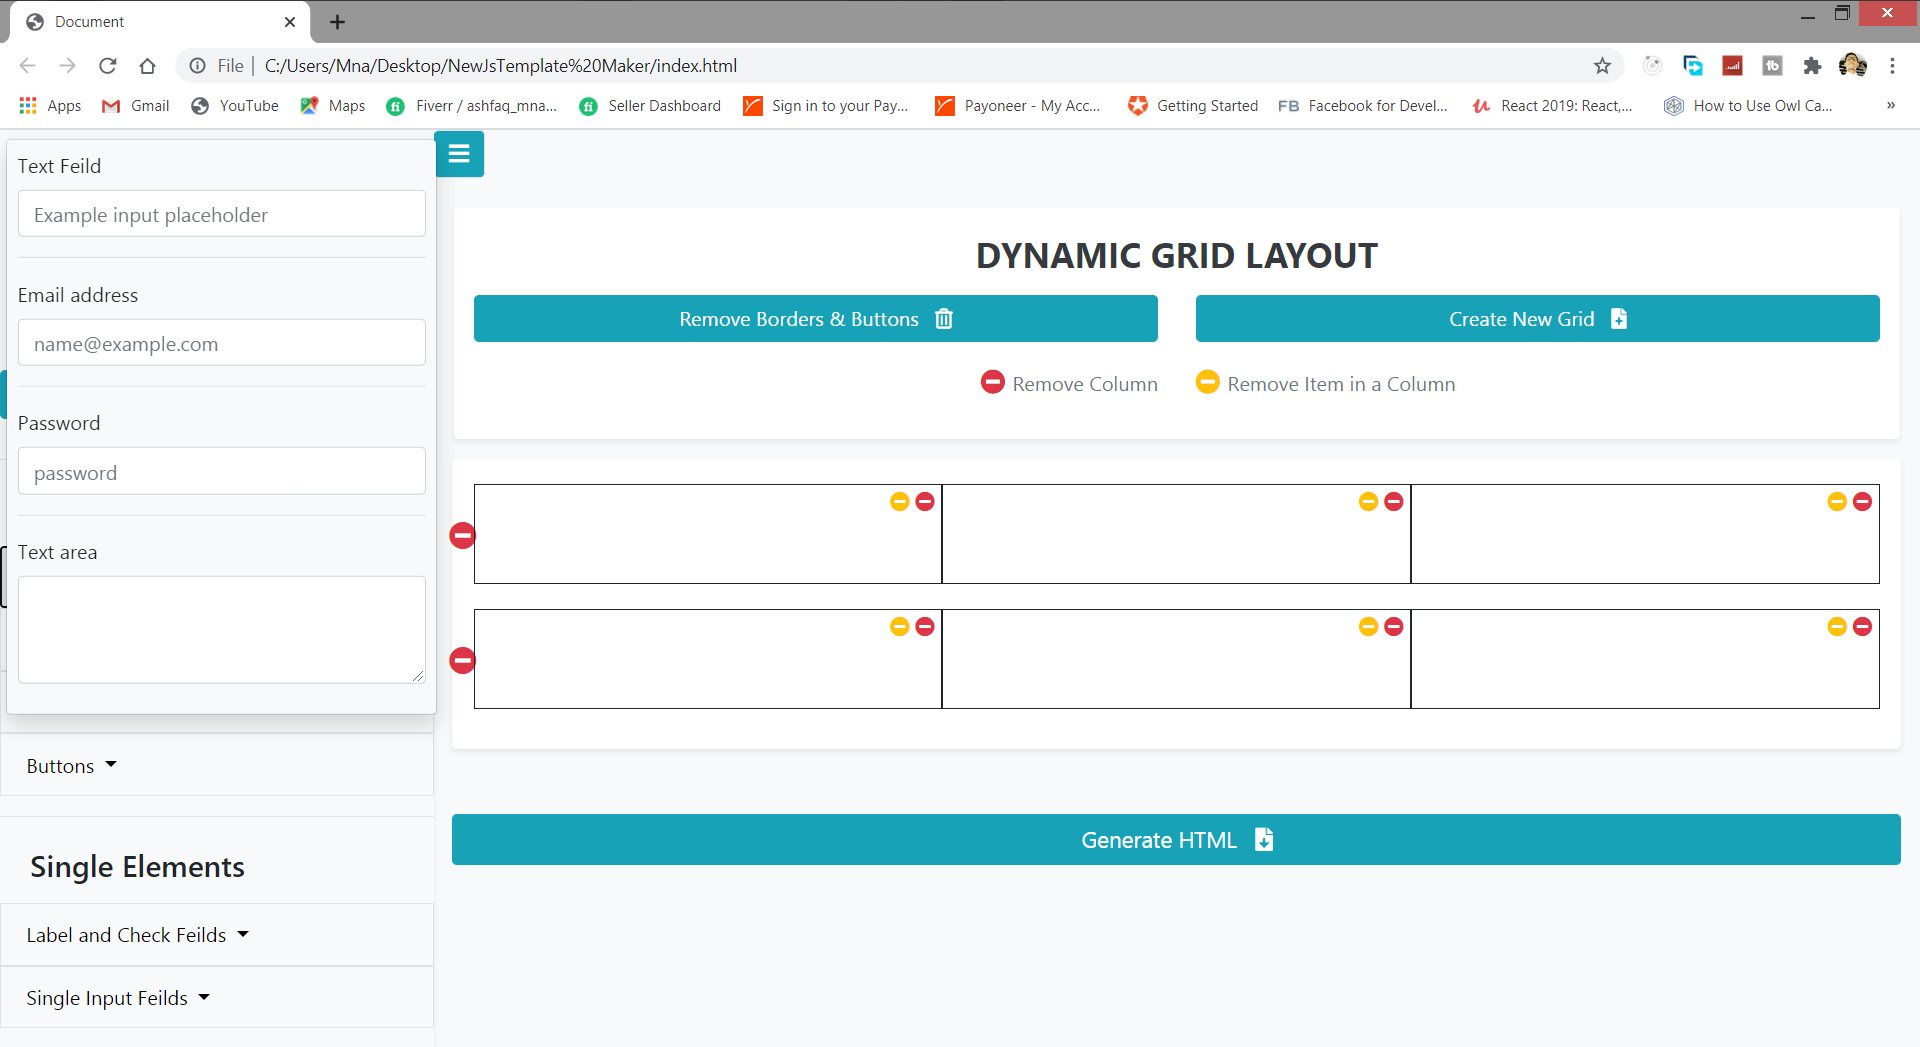 Document
File | C:/Users/Mna/Desktop/NewJsTemplate%20Maker/index.html
Apps Gmail YouTube Maps Fiverr / ashfaq_mna... Seller Dashboard Sign in to your Pay... Payoneer - My Acc... Getting Started FB Facebook for Devel... React 2019: React,... How to Use Owl Ca... »
Text Feild
Example input placeholder
Email address
name@example.com
Password
password
Text area
Buttons
Single Elements
Label and Check Feilds
Single Input Feilds
DYNAMIC GRID LAYOUT
Remove Borders & Buttons
Create New Grid
Remove Column
Remove Item in a Column
Generate HTML